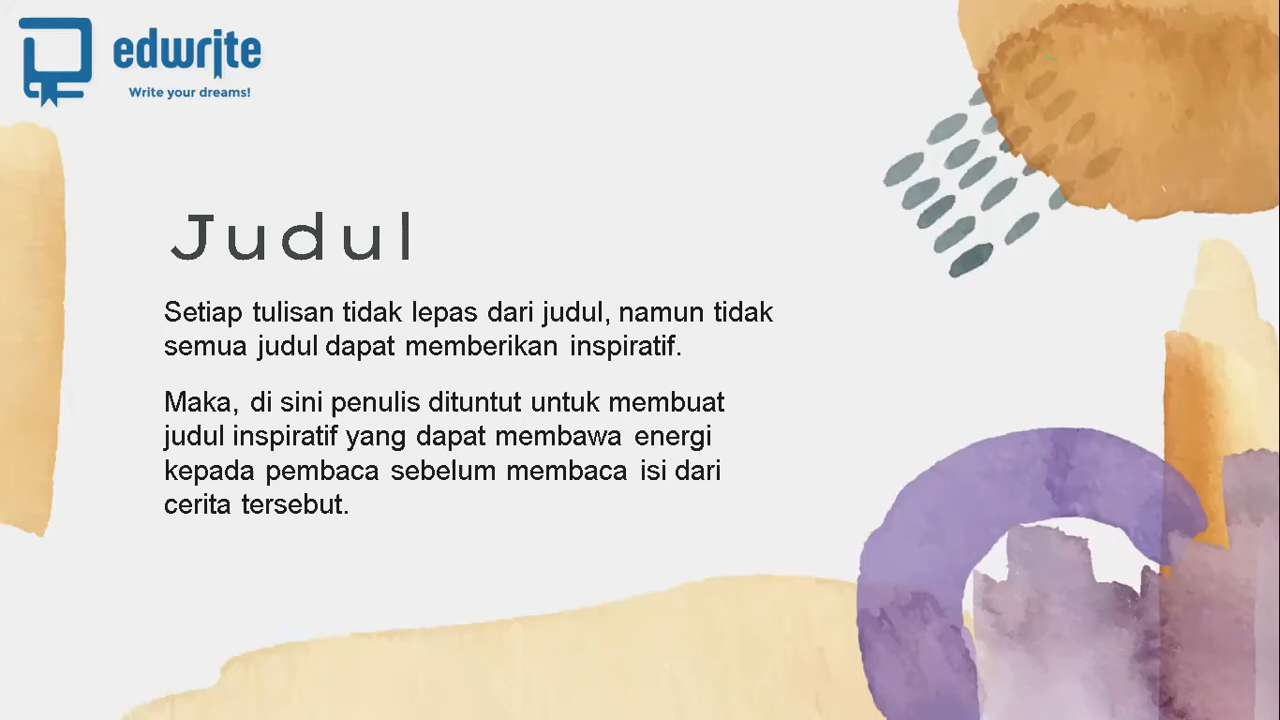 edwrite
Write your dreams!
Judul
Setiap tulisan tidak lepas dari judul, namun tidak
semua judul dapat memberikan inspiratif.
Maka, di sini penulis dituntut untuk membuat
judul inspiratif yang dapat membawa energi
kepada pembaca sebelum membaca isi dari
cerita tersebut.